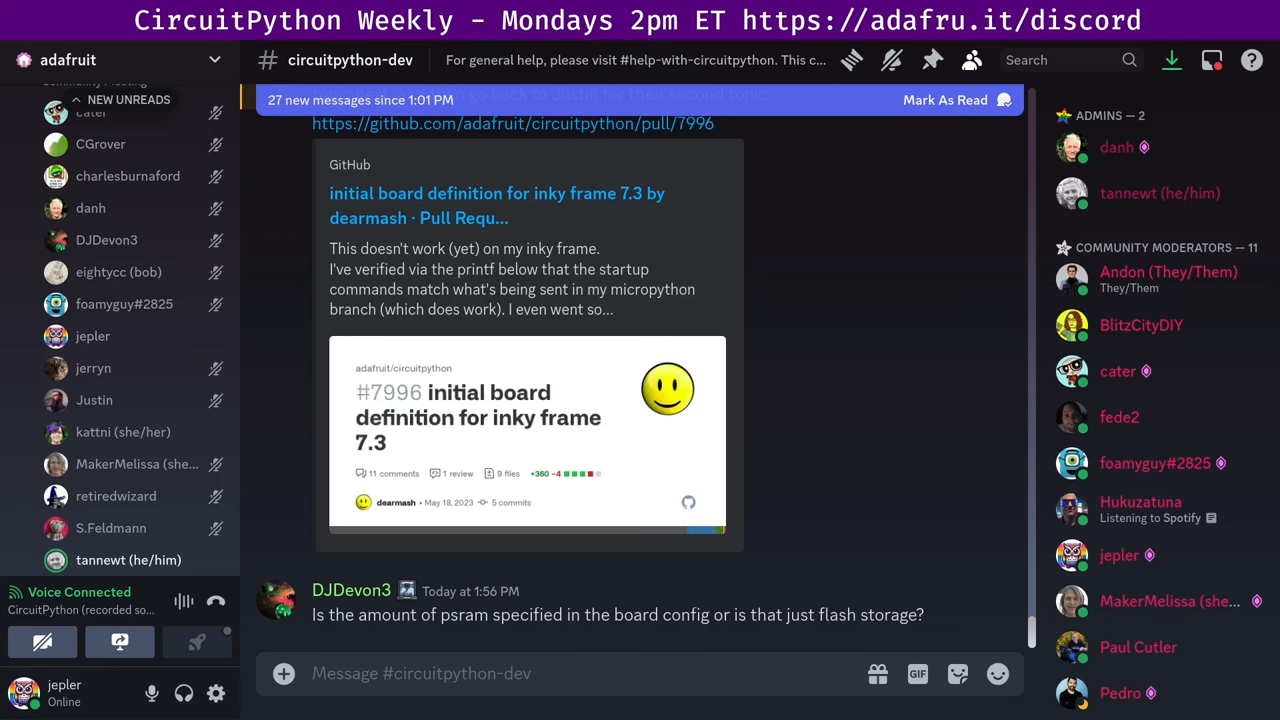 CircuitPython Weekly - Mondays 2pm ET https://adafru.it/discord
adafruit
NEW UNREADS
cater
CGrover
charlesburnaford
danh
DJDevon3
eightycc (bob)
foamyguy#2825
jepler
jerryn
Justin
kattni (she/her)
MakerMelissa (she...
retiredwizard
S.Feldmann
tannewt (he/him)
Voice Connected
CircuitPython (recorded so...
jepler
Online
# circuitpython-dev
For general help, please visit #help-with-circuitpython. This c...
Search
27 new messages since 1:01 PM
Mark As Read
go back to Justin for their second topic
https://github.com/adafruit/circuitpython/pull/7996
GitHub
initial board definition for inky frame 7.3 by
dearmash · Pull Requ...
This doesn't work (yet) on my inky frame.
I've verified via the printf below that the startup
commands match what's being sent in my micropython
branch (which does work). I even went so...
adafruit/circuitpython
#7996 initial board
definition for inky frame
7.3
11 comments 1 review 9 files +360 −4
dearmash • May 18, 2023 5 commits
DJDevon3 Today at 1:56 PM
Is the amount of psram specified in the board config or is that just flash storage?
Message #circuitpython-dev
GIF
ADMINS — 2
danh
tannewt (he/him)
COMMUNITY MODERATORS — 11
Andon (They/Them)
They/Them
BlitzCityDIY
cater
fede2
foamyguy#2825
Hukuzatuna
Listening to Spotify
jepler
MakerMelissa (she...
Paul Cutler
Pedro